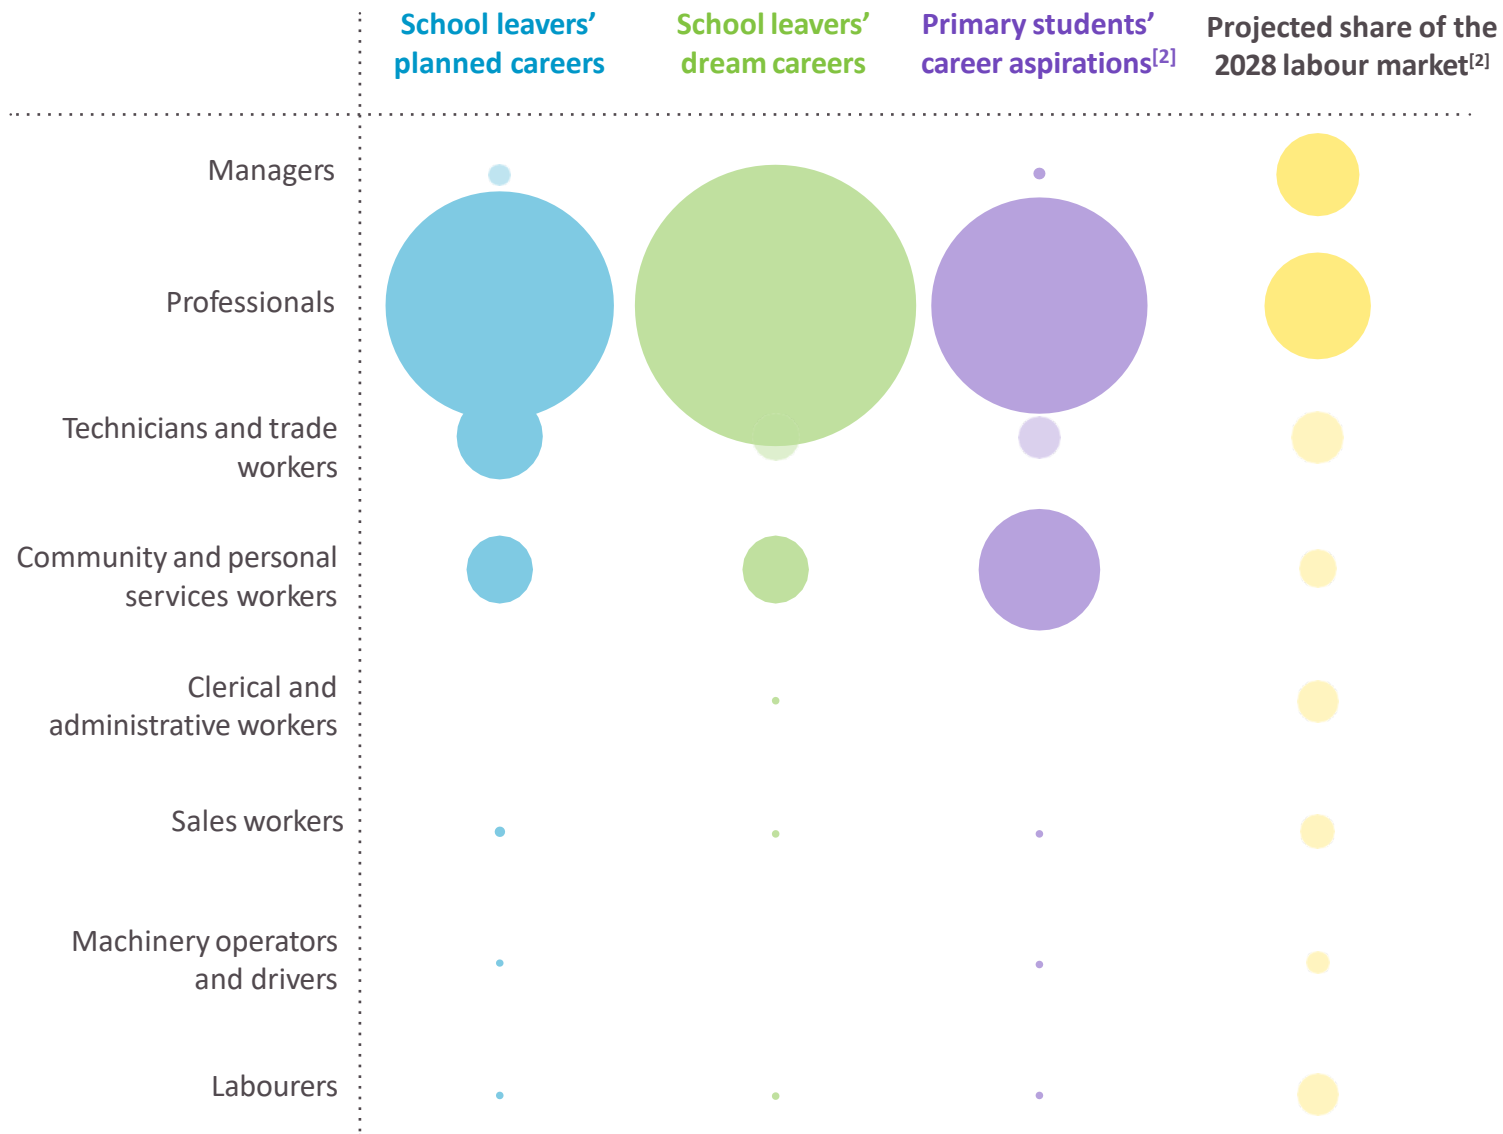 School leavers’
planned careers
School leavers’
dream careers
Primary students’
career aspirations[2]
Projected share of the
2028 labour market[2]
Managers
Professionals
Technicians and trade
workers
Community and personal
services workers
Clerical and
administrative workers
Sales workers
Machinery operators
and drivers
Labourers